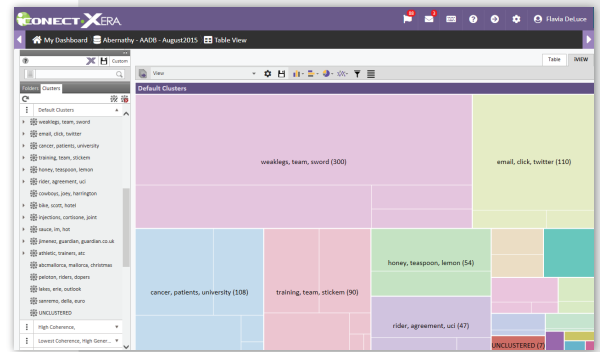 CONECT XERA
Flavia DeLuce
My Dashboard Abernathy - AADB - August2015 Table View
Custom
Table
IVIEW
View
Folders
Clusters
Default Clusters
Default Clusters
weaklegs, team, sword
email, click, twitter
cancer, patients, university
training, team, stickem
honey, teaspoon, lemon
rider, agreement, uci
cowboys, joey, harrington
bike, scott, hotel
injections, cortisone, joint
sauce, im, hot
jimenez, guardian, guardian.co.uk
athletic, trainers, atc
abcmallorca, mallorca, christmas
peloton, riders, dopers
lakes, erie, outlook
sanremo, della, euro
UNCLUSTERED
High Coherence,
Lowest Coherence, High Gener...
weaklegs, team, sword (300)
email, click, twitter (110)
cancer, patients, university (108)
training, team, stickem (90)
honey, teaspoon, lemon (54)
rider, agreement, uci (47)
UNCLUSTERED (7)